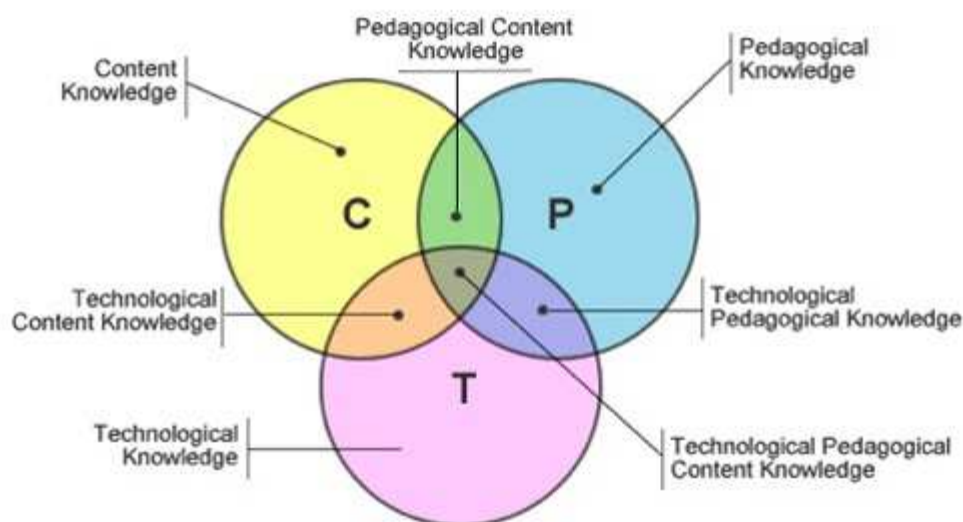 Pedagogical Content
Knowledge
Content
Knowledge
Pedagogical
Knowledge
C
P
Technological
Content Knowledge
Technological
Pedagogical Knowledge
T
Technological
Knowledge
Technological Pedagogical
Content Knowledge